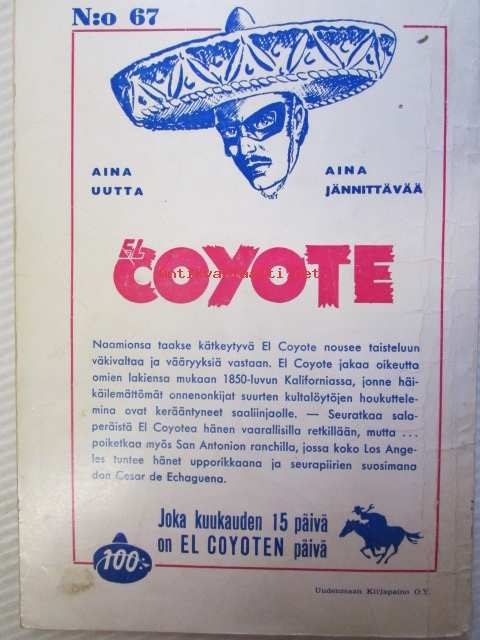 N:o 67
AINA
UUTTA
AINA
JÄNNITTÄVÄÄ
EL
COYOTE
antikvariaatti.net
Naamionsa taakse kätkeytyvä El Coyote nousee taisteluun
väkivaltaa ja vääryyksiä vastaan. El Coyote jakaa oikeutta
omien lakiensa mukaan 1850-luvun Kaliforniassa, jonne häi-
käilemättömät onnenonkijat suurten kultalöytöjen houkuttele-
mina ovat kerääntyneet saaliinjaolle. — Seuratkaa sala-
peräistä El Coyotea hänen vaarallisilla retkillään, mutta ...
poiketkaa myös San Antonion ranchilla, jossa koko Los Ange-
les tuntee hänet upporikkaana ja seurapiirien suosimana
don Cesar de Echaguena.
Joka kuukauden 15 päivä
on EL COYOTEN päivä
100:-
Uudenmaan Kirjapaino O.Y.